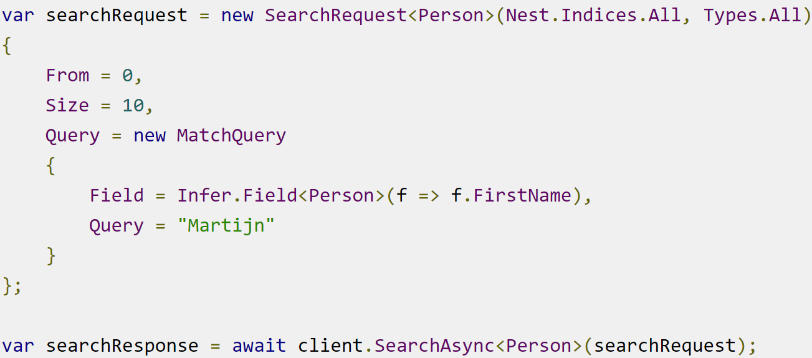 var searchRequest = new SearchRequest<Person>(Nest.Indices.All, Types.All)
{
    From = 0,
    Size = 10,
    Query = new MatchQuery
    {
        Field = Infer.Field<Person>(f => f.FirstName),
        Query = "Martijn"
    }
};

var searchResponse = await client.SearchAsync<Person>(searchRequest);